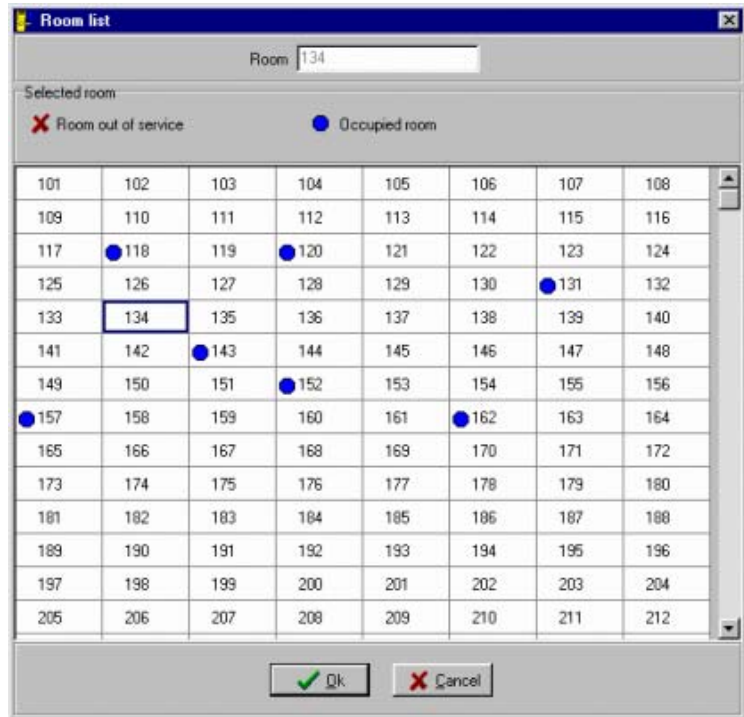 Room list
Room 134
Selected room
Room out of service Occupied room
101 102 103 104 105 106 107 108
109 110 111 112 113 114 115 116
117 118 119 120 121 122 123 124
125 126 127 128 129 130 131 132
133 134 135 136 137 138 139 140
141 142 143 144 145 146 147 148
149 150 151 152 153 154 155 156
157 158 159 160 161 162 163 164
165 166 167 168 169 170 171 172
173 174 175 176 177 178 179 180
181 182 183 184 185 186 187 188
189 190 191 192 193 194 195 196
197 198 199 200 201 202 203 204
205 206 207 208 209 210 211 212
Ok Cancel